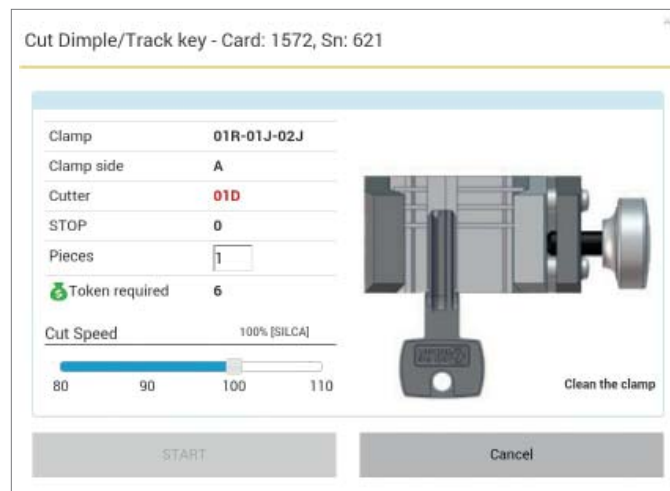 Cut Dimple/Track key - Card: 1572, Sn: 621
Clamp 01R-01J-02J
Clamp side A
Cutter 01D
STOP 0
Pieces 1
Token required 6
Cut Speed 100% [SILCA]
80 90 100 110
Clean the clamp
START Cancel